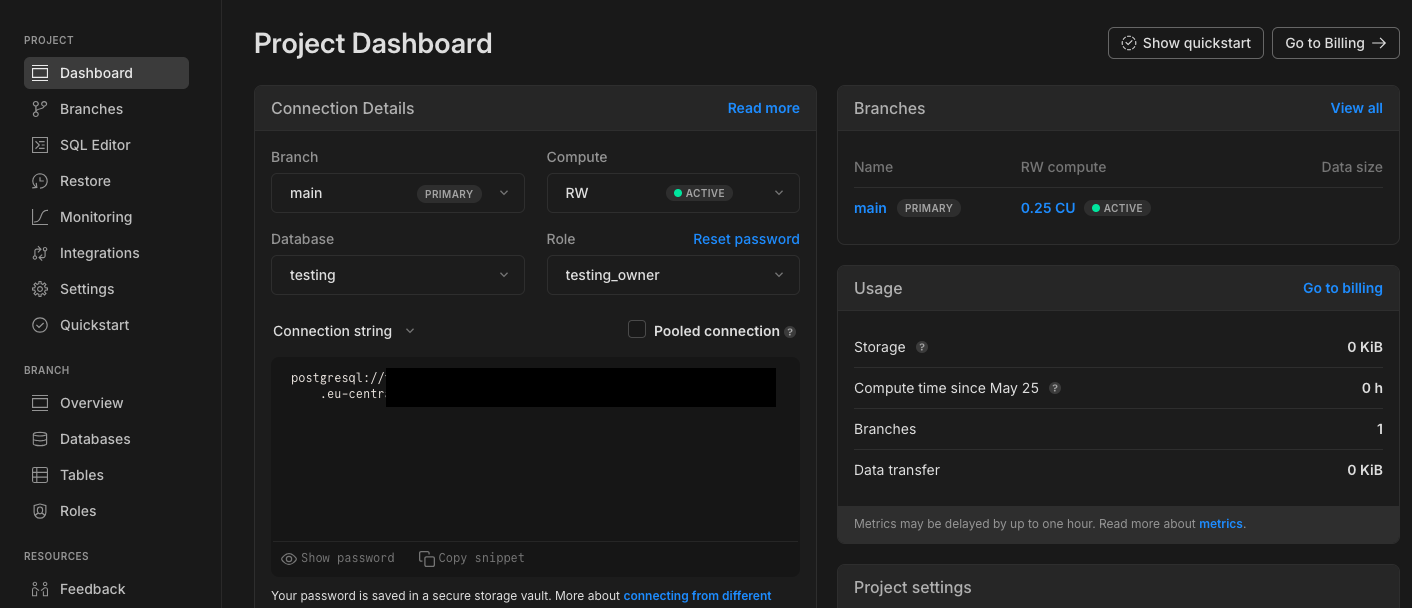 PROJECT
Dashboard
Branches
SQL Editor
Restore
Monitoring
Integrations
Settings
Quickstart
BRANCH
Overview
Databases
Tables
Roles
RESOURCES
Feedback
Project Dashboard
Show quickstart
Go to Billing →
Connection Details
Read more
Branch
Compute
main PRIMARY
RW ACTIVE
Database
Role
Reset password
testing
testing_owner
Connection string
Pooled connection ?
postgresql://
.eu-centr
Show password
Copy snippet
Your password is saved in a secure storage vault. More about connecting from different
Branches
View all
Name RW compute Data size
main PRIMARY 0.25 CU ACTIVE
Usage
Go to billing
Storage ? 0 KiB
Compute time since May 25 ? 0 h
Branches 1
Data transfer 0 KiB
Metrics may be delayed by up to one hour. Read more about metrics.
Project settings